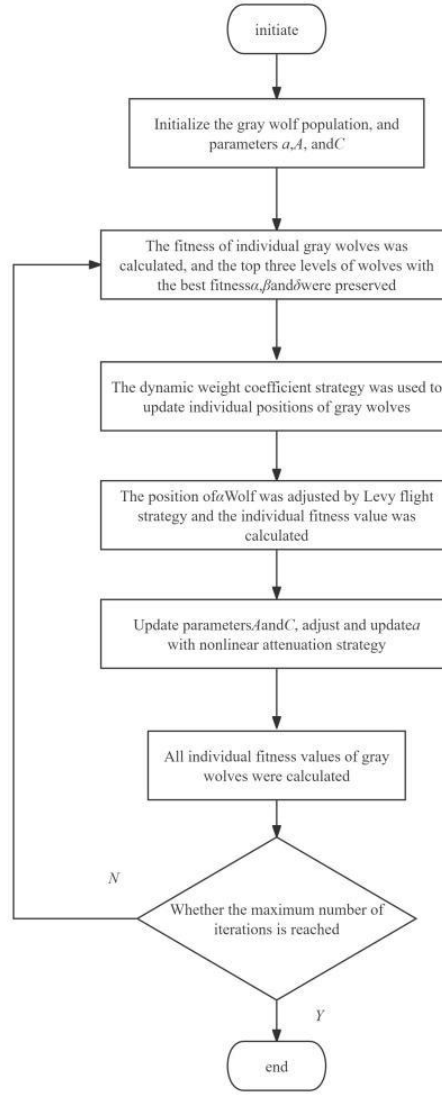 initiate
Initialize the gray wolf population, and
parameters a,A, andC
The fitness of individual gray wolves was
calculated, and the top three levels of wolves with
the best fitnessα,βandδwere preserved
The dynamic weight coefficient strategy was used to
update individual positions of gray wolves
The position ofαWolf was adjusted by Levy flight
strategy and the individual fitness value was
calculated
Update parametersAandC, adjust and updatea
with nonlinear attenuation strategy
All individual fitness values of gray
wolves were calculated
N
Whether the maximum number of
iterations is reached
Y
end